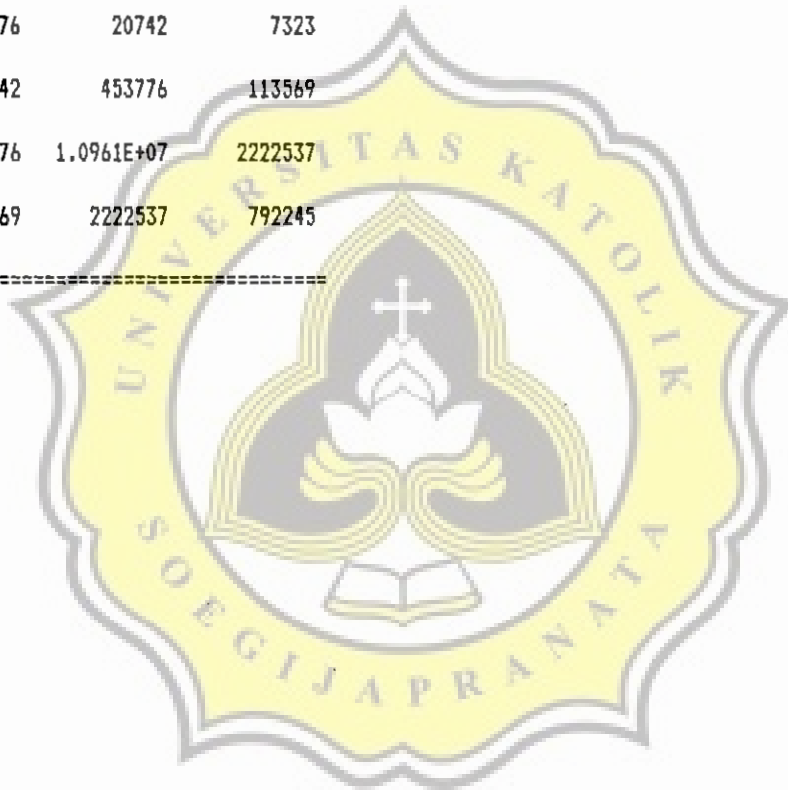 76 20742 7323
42 453776 113569
76 1.0961E+07 2222537
69 2222537 792245
================================
UNIVERSITAS KATOLIK
SOEGIJAPRANATA